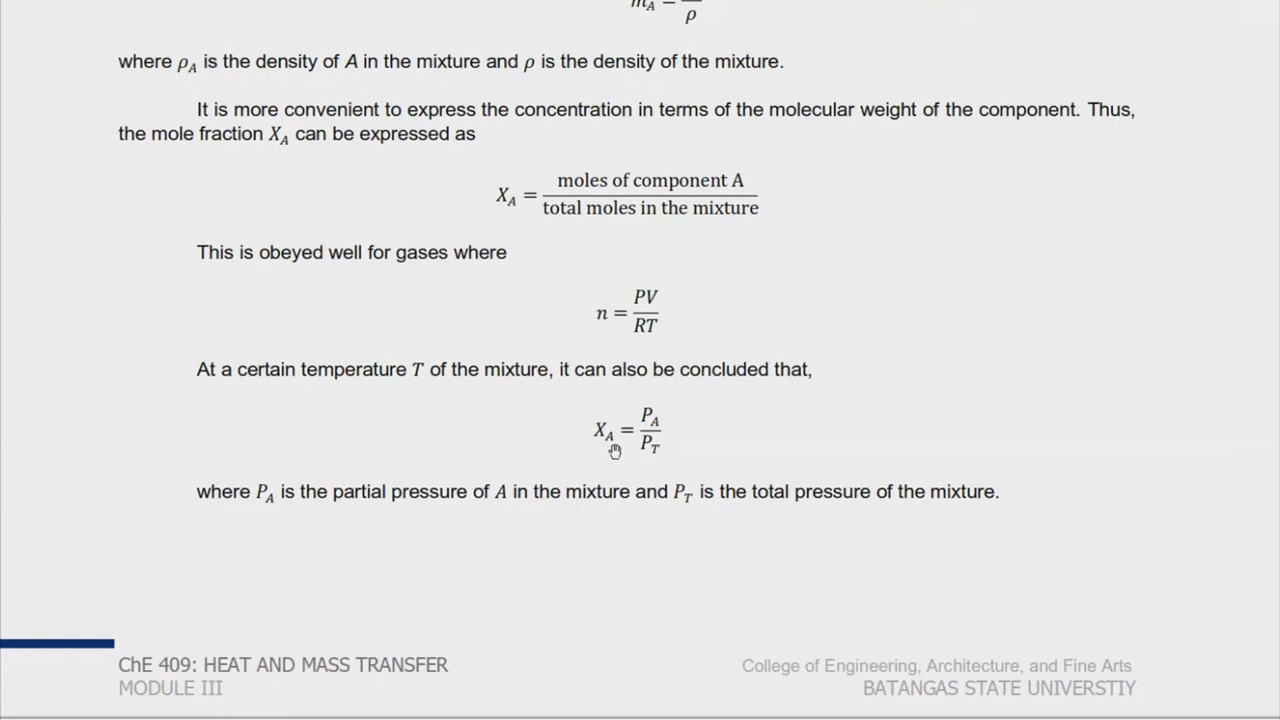 m_A = ρ
where ρ_A is the density of A in the mixture and ρ is the density of the mixture.
It is more convenient to express the concentration in terms of the molecular weight of the component. Thus,
the mole fraction X_A can be expressed as
X_A = moles of component A / total moles in the mixture
This is obeyed well for gases where
n = PV / RT
At a certain temperature T of the mixture, it can also be concluded that,
X_A = P_A / P_T
where P_A is the partial pressure of A in the mixture and P_T is the total pressure of the mixture.
ChE 409: HEAT AND MASS TRANSFER
MODULE III
College of Engineering, Architecture, and Fine Arts
BATANGAS STATE UNIVERSTIY